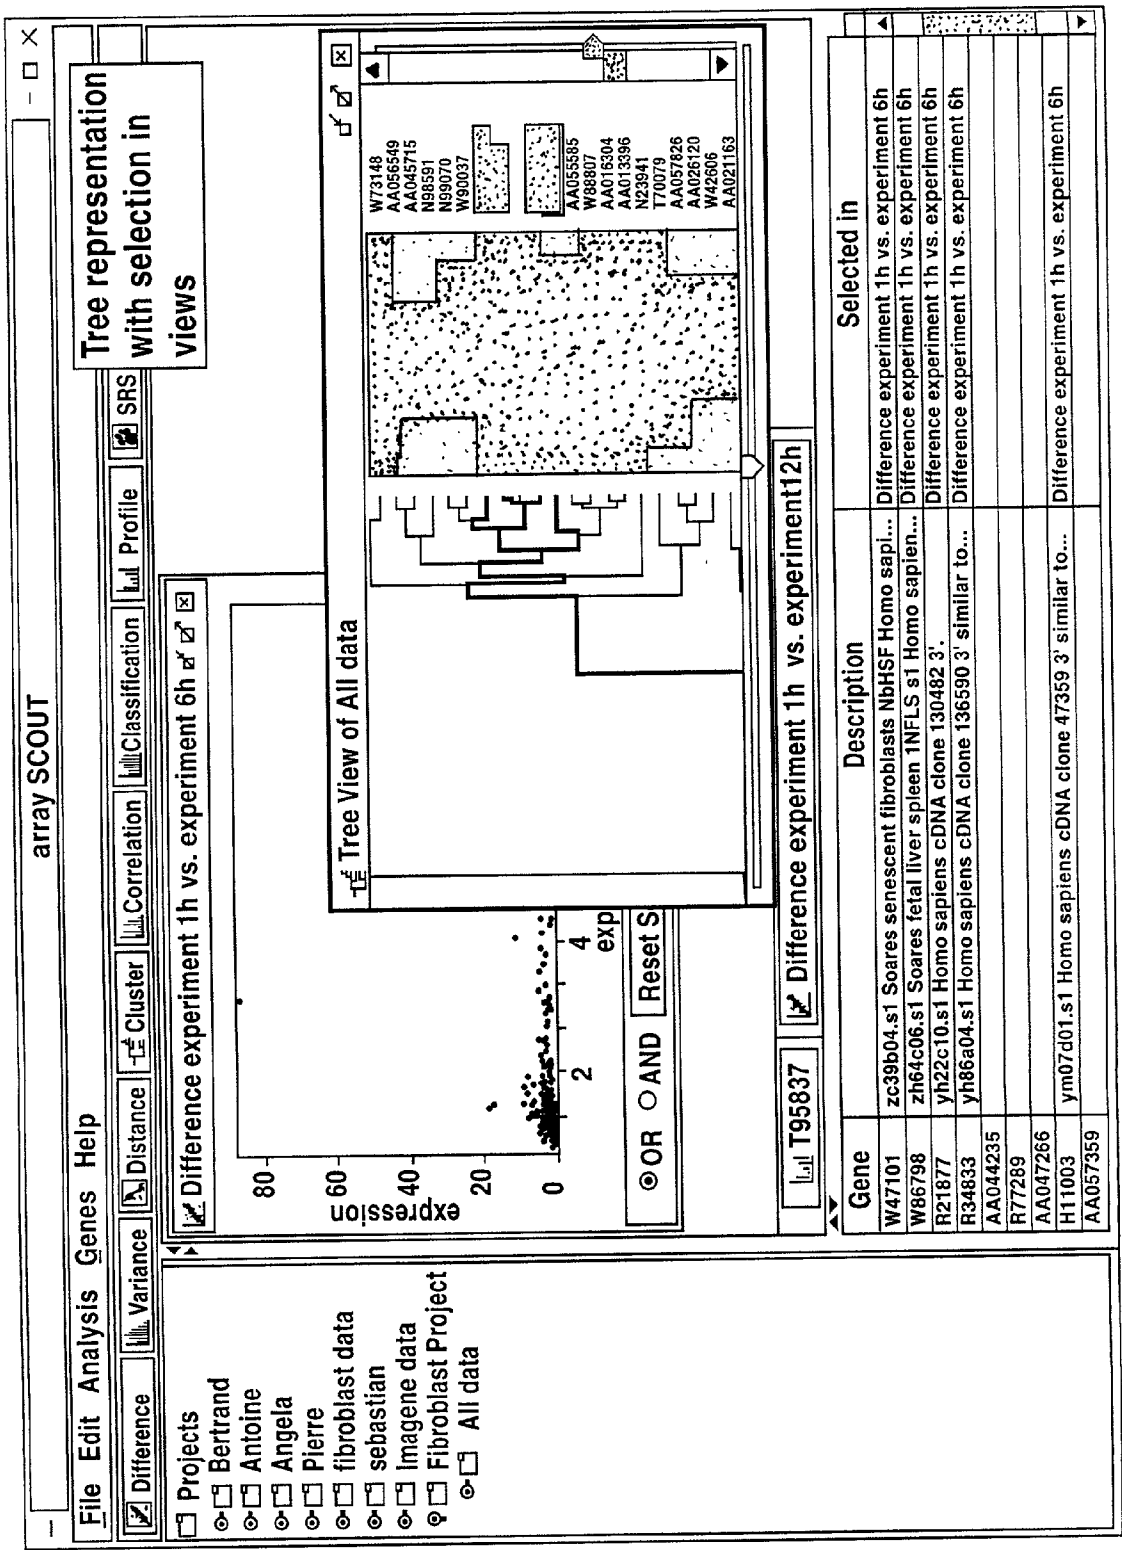 array SCOUT
File Edit Analysis Genes Help
Difference Variance Distance Cluster Correlation Classification Profile SRS
Tree representation
with selection in
views
Projects
Bertrand
Antoine
Angela
Pierre
fibroblast data
sebastian
Imagene data
Fibroblast Project
All data
Difference experiment 1h vs. experiment 6h
80
60
40
20
0
expression
2
4
exp
OR AND Reset S
Tree View of All data
W73148
AA056549
AA045715
N98591
N99070
W90037
AA055585
W88807
AA016304
AA013396
N23941
T70079
AA057826
AA026120
W42606
AA021163
T95837
Difference experiment 1h vs. experiment12h
Gene Description Selected in
W47101 zc39b04.s1 Soares senescent fibroblasts NbHSF Homo sapi... Difference experiment 1h vs. experiment 6h
W86798 zh64c06.s1 Soares fetal liver spleen 1NFLS s1 Homo sapien... Difference experiment 1h vs. experiment 6h
R21877 yh22c10.s1 Homo sapiens cDNA clone 130482 3'. Difference experiment 1h vs. experiment 6h
R34833 yh86a04.s1 Homo sapiens cDNA clone 136590 3' similar to... Difference experiment 1h vs. experiment 6h
AA044235
R77289
AA047266
H11003 ym07d01.s1 Homo sapiens cDNA clone 47359 3' similar to... Difference experiment 1h vs. experiment 6h
AA057359